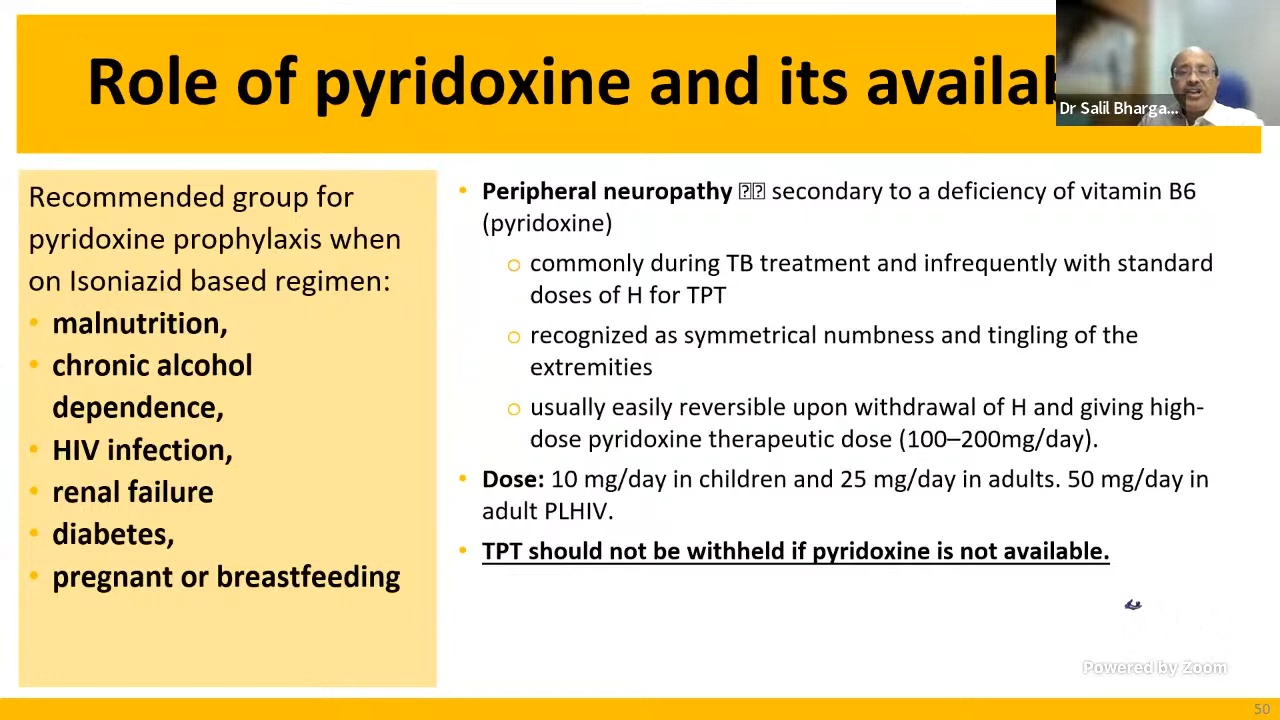 Role of pyridoxine and its availab
Dr Salil Bharga...
Recommended group for
pyridoxine prophylaxis when
on Isoniazid based regimen:
• malnutrition,
• chronic alcohol
dependence,
• HIV infection,
• renal failure
• diabetes,
• pregnant or breastfeeding
• Peripheral neuropathy secondary to a deficiency of vitamin B6
(pyridoxine)
o commonly during TB treatment and infrequently with standard
doses of H for TPT
o recognized as symmetrical numbness and tingling of the
extremities
o usually easily reversible upon withdrawal of H and giving high-
dose pyridoxine therapeutic dose (100–200mg/day).
• Dose: 10 mg/day in children and 25 mg/day in adults. 50 mg/day in
adult PLHIV.
• TPT should not be withheld if pyridoxine is not available.
Powered by Zoom
50